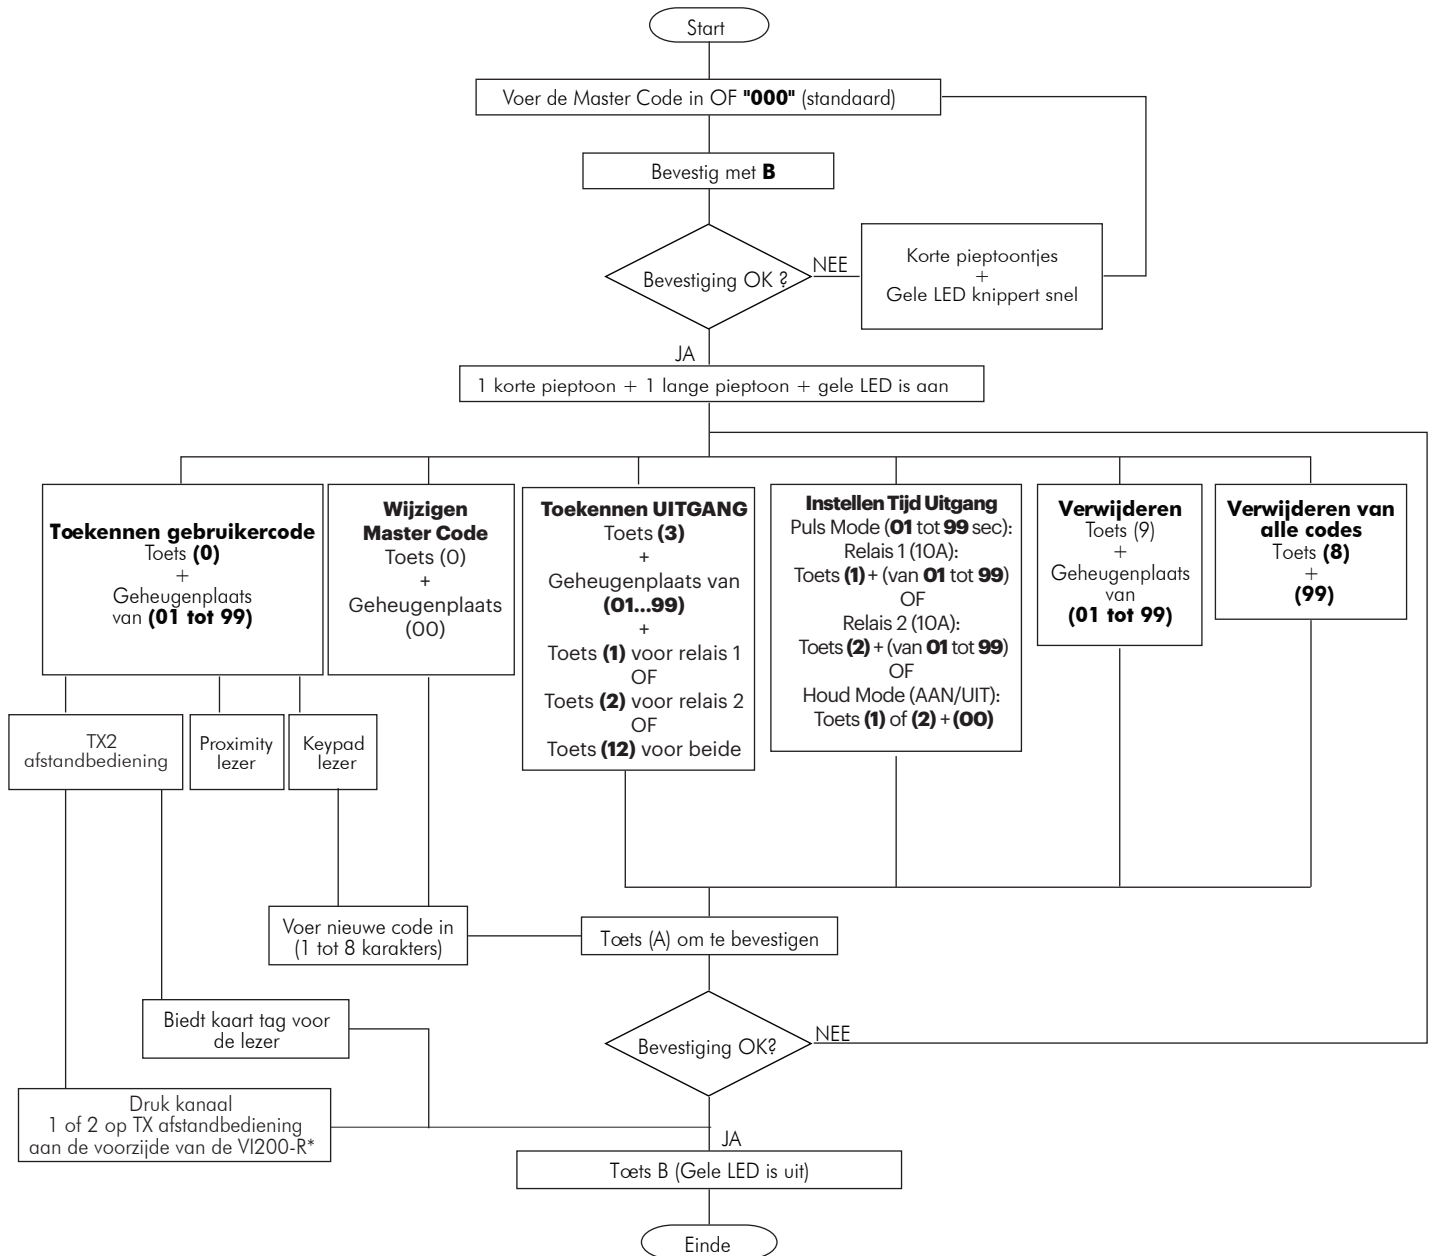 Start
Voer de Master Code in OF "000" (standaard)
Bevestig met B
Bevestiging OK ?
NEE
Korte pieptoontjes
+
Gele LED knippert snel
JA
1 korte pieptoon + 1 lange pieptoon + gele LED is aan
Toekennen gebruikercode
Toets (0)
+
Geheugenplaats
van (01 tot 99)
Wijzigen
Master Code
Toets (0)
+
Geheugenplaats
(00)
Toekennen UITGANG
Toets (3)
+
Geheugenplaats van
(01...99)
+
Toets (1) voor relais 1
OF
Toets (2) voor relais 2
OF
Toets (12) voor beide
Instellen Tijd Uitgang
Puls Mode (01 tot 99 sec):
Relais 1 (10A):
Toets (1) + (van 01 tot 99)
OF
Relais 2 (10A):
Toets (2) + (van 01 tot 99)
OF
Houd Mode (AAN/UIT):
Toets (1) of (2) + (00)
Verwijderen
Toets (9)
+
Geheugenplaats
van
(01 tot 99)
Verwijderen van
alle codes
Toets (8)
+
(99)
TX2
afstandbediening
Proximity
lezer
Keypad
lezer
Voer nieuwe code in
(1 tot 8 karakters)
Tœts (A) om te bevestigen
Biedt kaart tag voor
de lezer
Bevestiging OK?
NEE
Druk kanaal
1 of 2 op TX afstandbediening
aan de voorzijde van de VI200-R*
JA
Tœts B (Gele LED is uit)
Einde